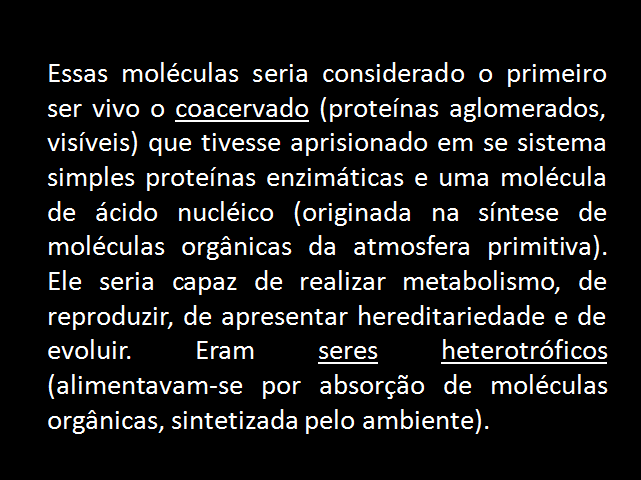 Essas moléculas seria considerado o primeiro
ser vivo o coacervado (proteínas aglomerados,
visíveis) que tivesse aprisionado em se sistema
simples proteínas enzimáticas e uma molécula
de ácido nucléico (originada na síntese de
moléculas orgânicas da atmosfera primitiva).
Ele seria capaz de realizar metabolismo, de
reproduzir, de apresentar hereditariedade e de
evoluir. Eram seres heterotróficos
(alimentavam-se por absorção de moléculas
orgânicas, sintetizada pelo ambiente).